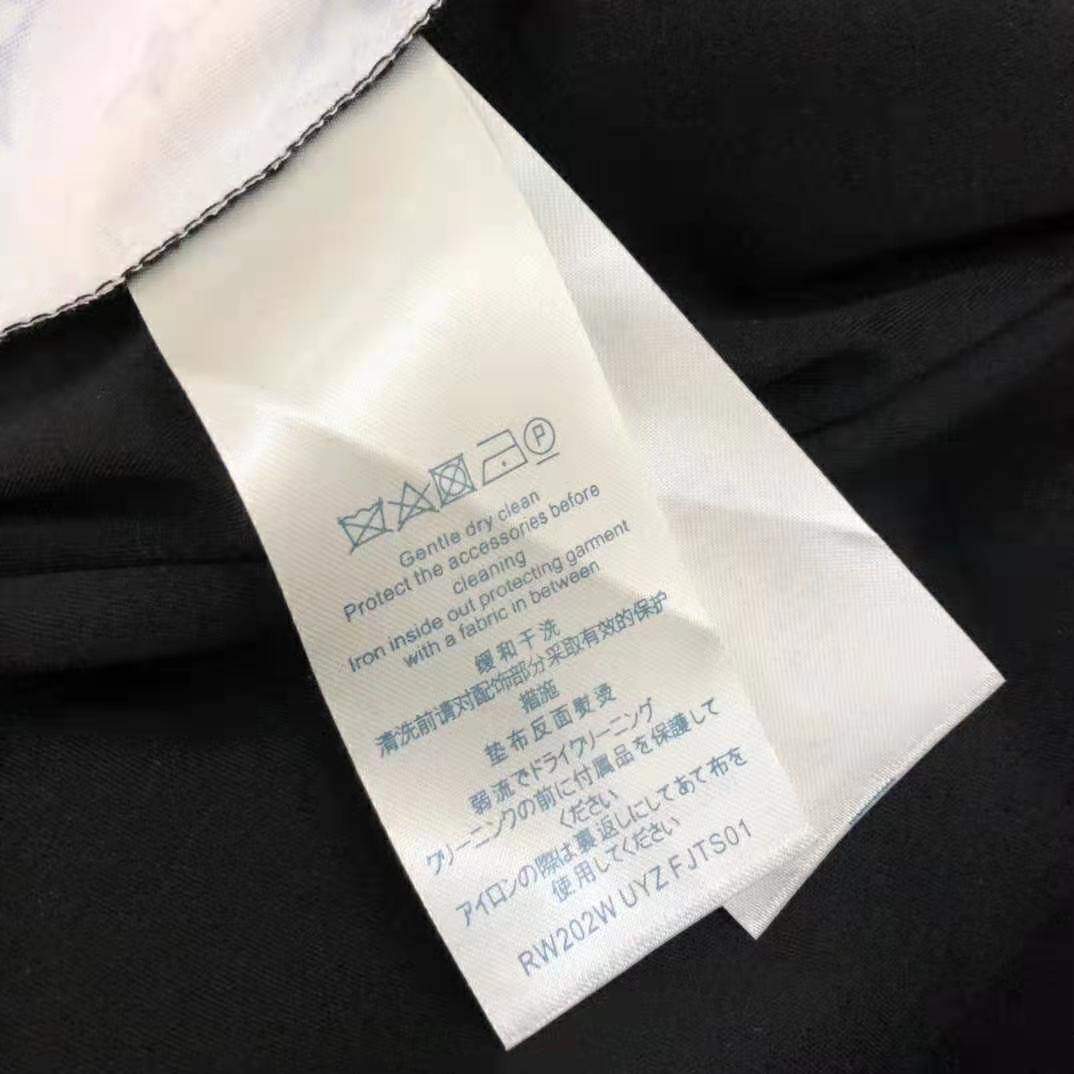 P
Gentle dry clean
Protect the accessories before
cleaning
Iron inside out protecting garment
with a fabric in between
缓和干洗
清洗前请对配饰部分采取有效的保护
措施
垫布反面熨烫
弱流でドライクリーニング
クリーニングの前に付属品を保護して
ください
アイロンの際は裏返しにしてあて布を
使用してください
RW202W UYZ FJTS01